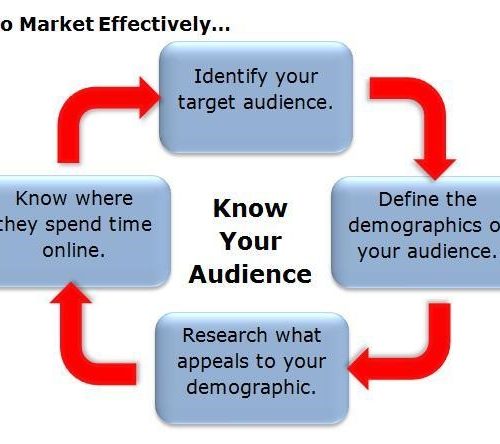 o Market Effectively...
Identify your
target audience.
Define the
demographics o
your audience.
Research what
appeals to your
demographic.
Know where
hey spend time
online.
Know
Your
Audience